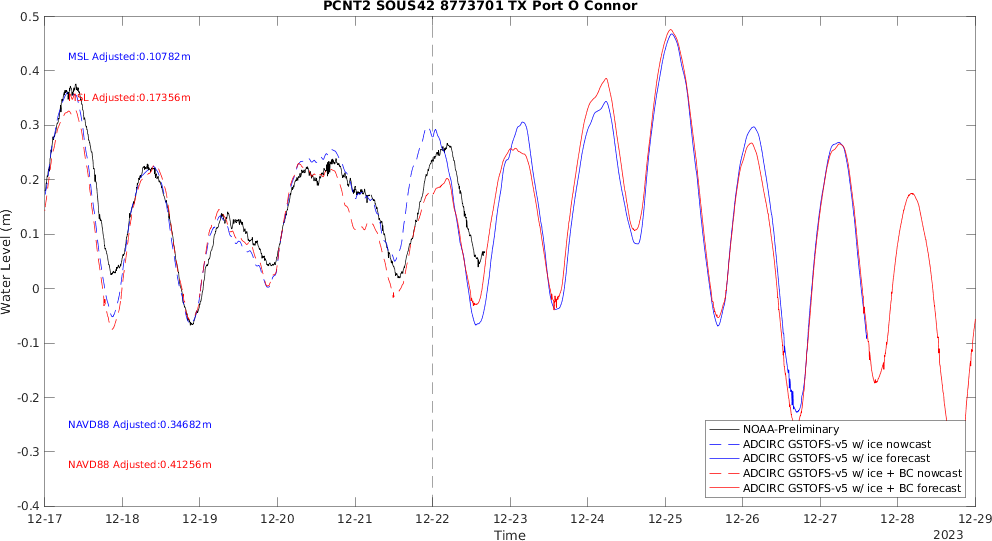 PCNT2 SOUS42 8773701 TX Port O Connor
0.5
0.4
0.3
0.2
0.1
0
-0.1
-0.2
-0.3
-0.4
Water Level (m)
MSL Adjusted:0.10782m
MSL Adjusted:0.17356m
NAVD88 Adjusted:0.34682m
NAVD88 Adjusted:0.41256m
NOAA-Preliminary
ADCIRC GSTOFS-v5 w/ ice nowcast
ADCIRC GSTOFS-v5 w/ ice forecast
ADCIRC GSTOFS-v5 w/ ice + BC nowcast
ADCIRC GSTOFS-v5 w/ ice + BC forecast
12-17 12-18 12-19 12-20 12-21 12-22 12-23 12-24 12-25 12-26 12-27 12-28 12-29
Time
2023